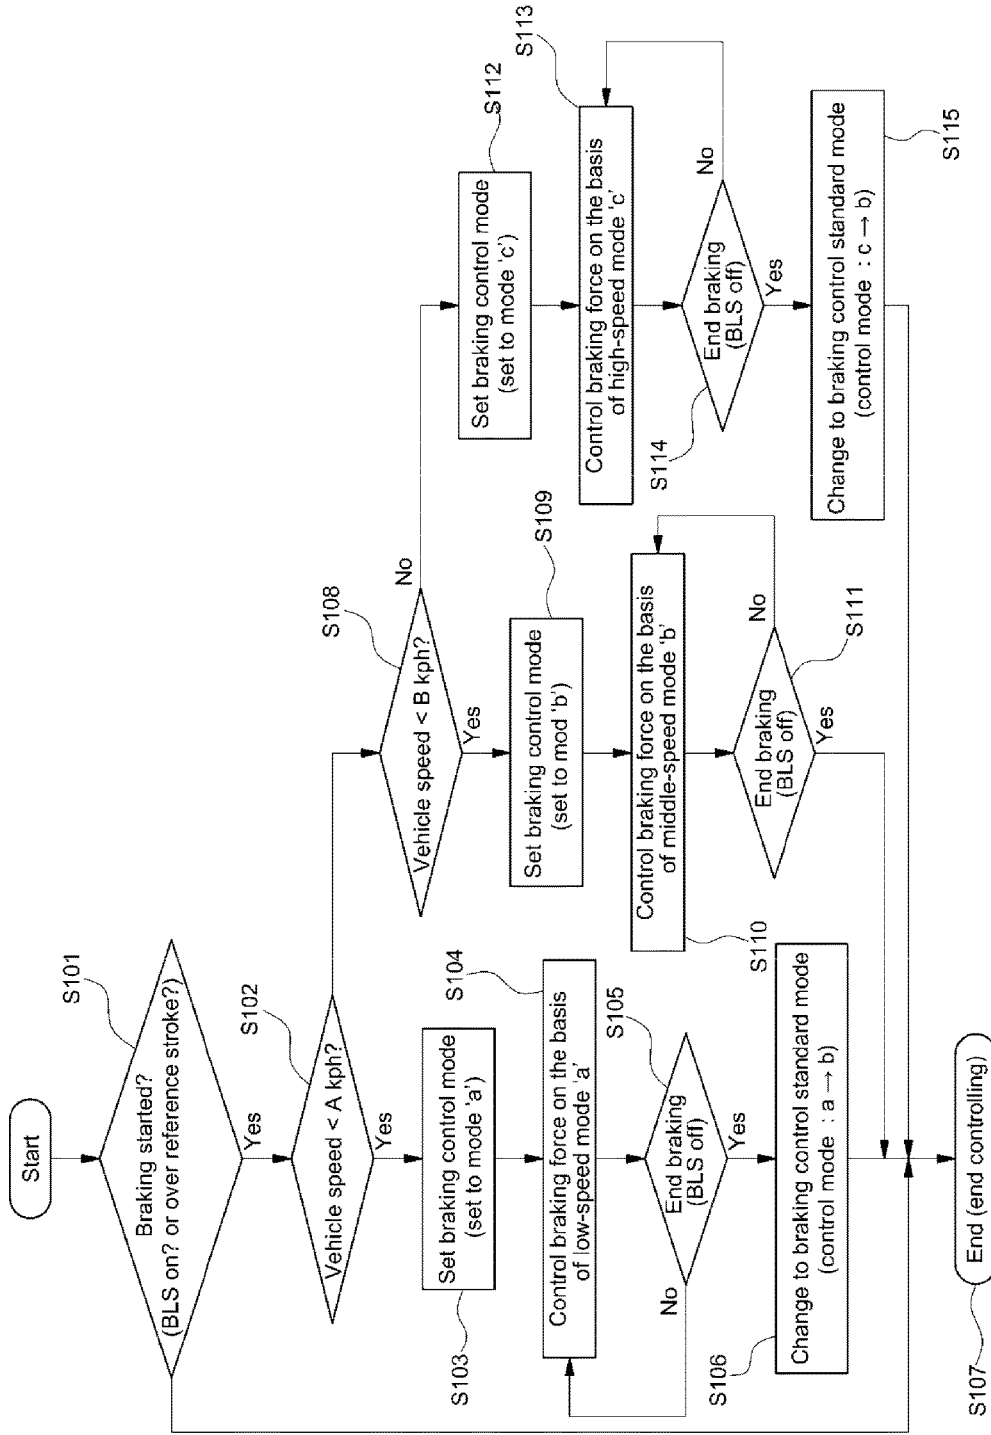 Start
S101
Braking started?
(BLS on? or over reference stroke?)
Yes
S102
Vehicle speed < A kph?
Yes
S103
Set braking control mode
(set to mode 'a')
S104
Control braking force on the basis
of low-speed mode 'a'
S105
End braking
(BLS off)
No
Yes
S106
Change to braking control standard mode
(control mode : a → b)
S107
End (end controlling)
S108
Vehicle speed < B kph?
No
Yes
S109
Set braking control mode
(set to mod 'b')
S110
Control braking force on the basis
of middle-speed mode 'b'
S111
End braking
(BLS off)
No
Yes
S112
Set braking control mode
(set to mode 'c')
S113
Control braking force on the basis
of high-speed mode 'c'
S114
End braking
(BLS off)
No
Yes
S115
Change to braking control standard mode
(control mode : c → b)